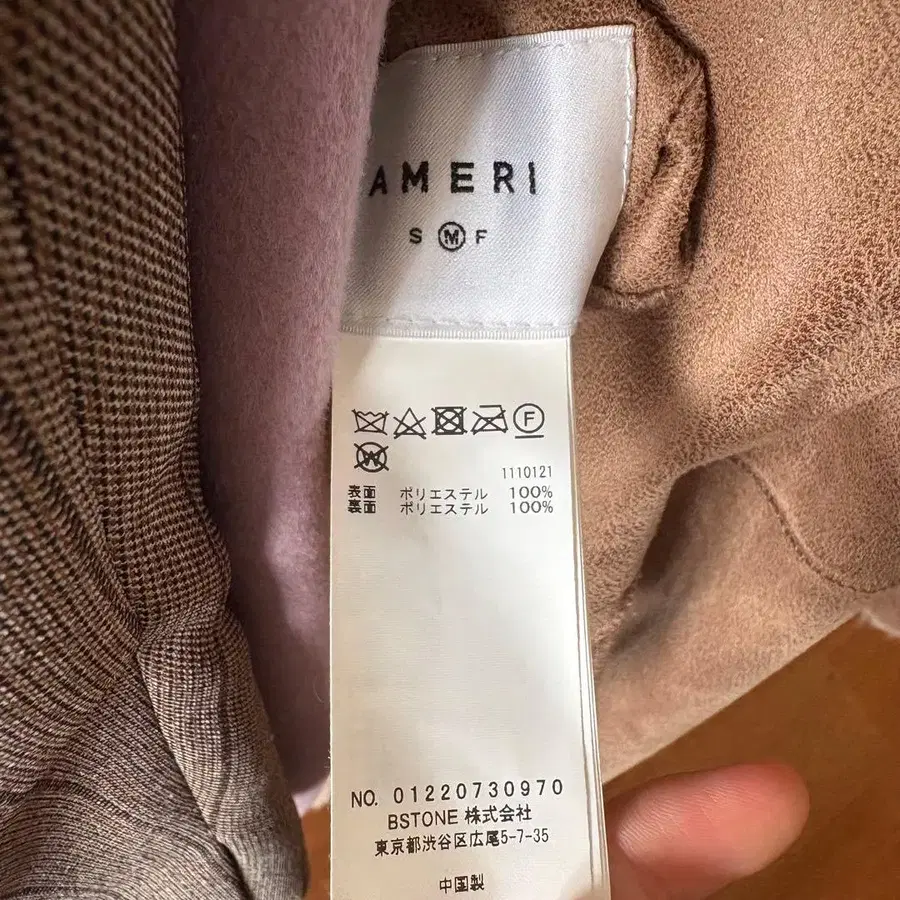 AMERI
S M F
F
W
1110121
表面 ポリエステル 100%
裏面 ポリエステル 100%
NO. 01220730970
BSTONE 株式会社
東京都渋谷区広尾5-7-35
中国製